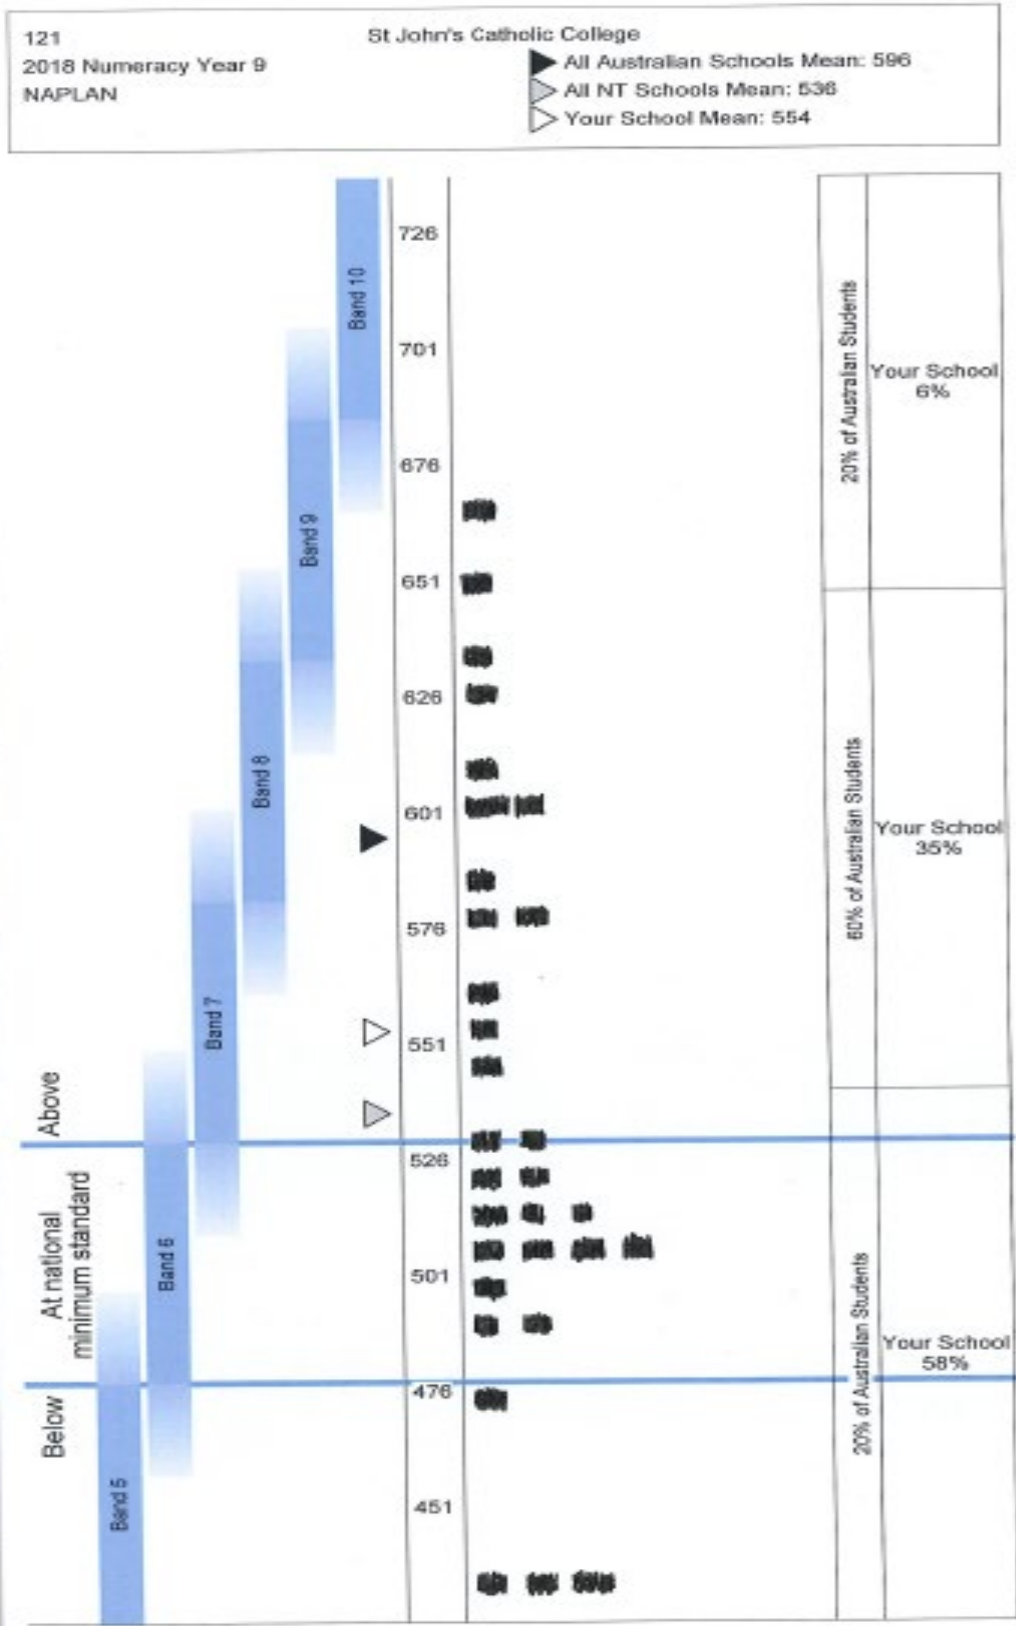 121
St John's Catholic College
2018 Numeracy Year 9
All Australian Schools Mean: 596
NAPLAN
All NT Schools Mean: 536
Your School Mean: 554
726
Band 10
701
20% of Australian Students
Your School
6%
676
Band 9
651
626
Band 8
601
60% of Australian Students
Your School
35%
576
Band 7
551
Above
526
At national
minimum standard
Band 6
501
20% of Australian Students
Your School
58%
476
Below
Band 5
451